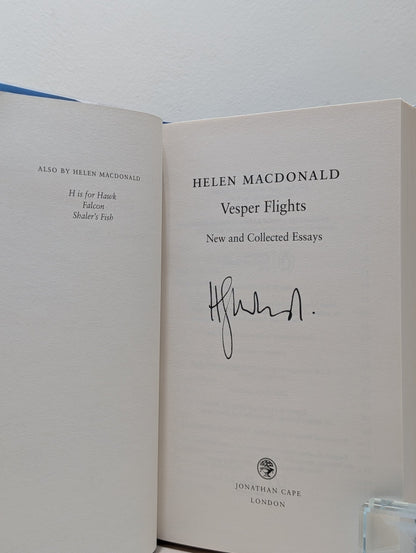 ALSO BY HELEN MACDONALD
H is for Hawk
Falcon
Shaler's Fish
HELEN MACDONALD
Vesper Flights
New and Collected Essays
JONATHAN CAPE
LONDON